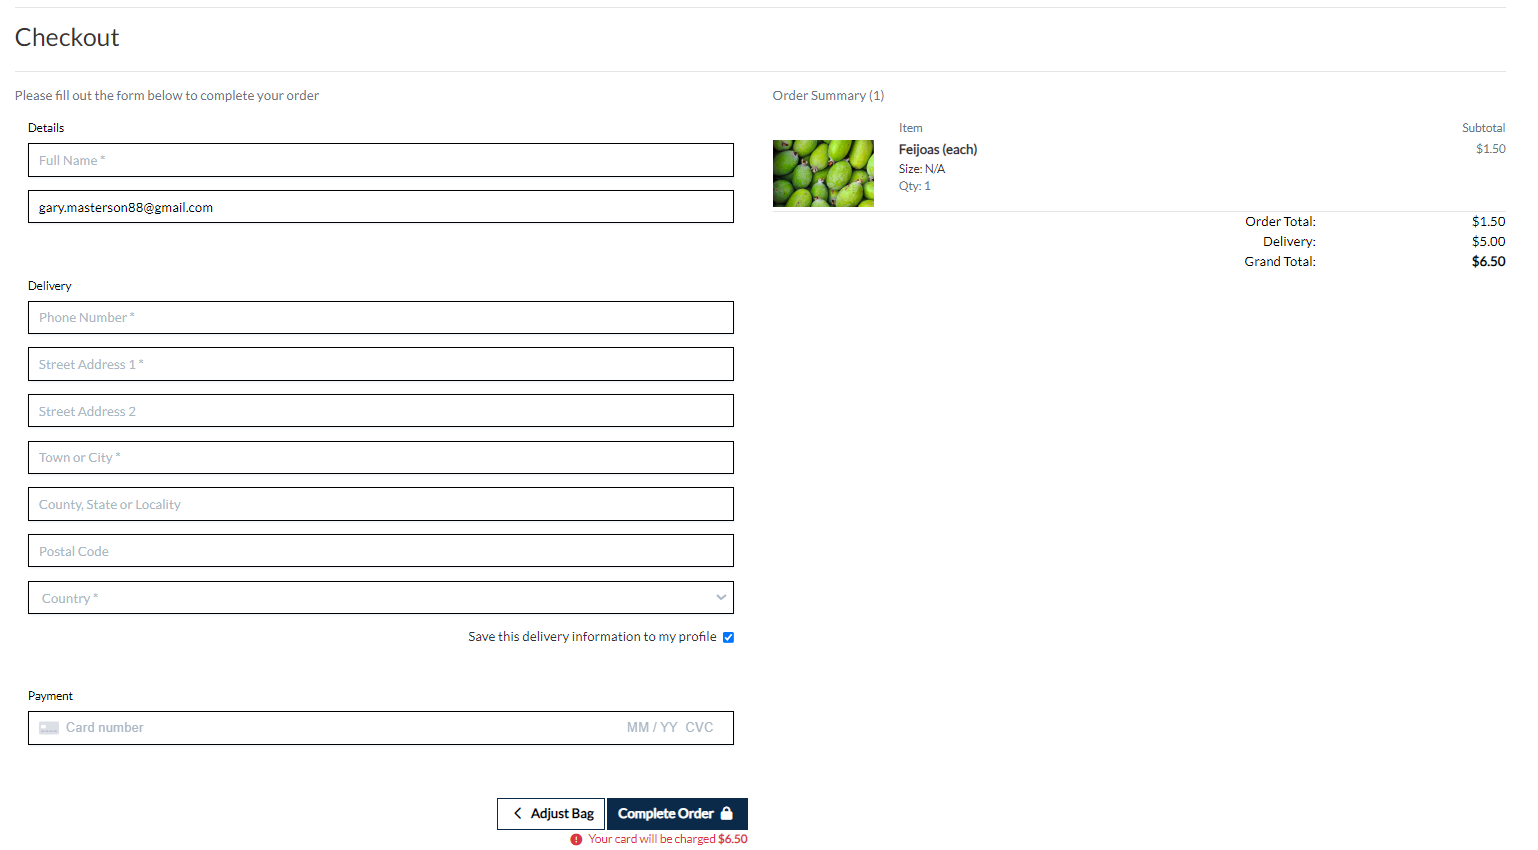 Checkout
Please fill out the form below to complete your order
Details
Full Name *
gary.masterson88@gmail.com
Delivery
Phone Number *
Street Address 1 *
Street Address 2
Town or City *
County, State or Locality
Postal Code
Country *
Save this delivery information to my profile
Payment
Card number MM / YY CVC
Adjust Bag Complete Order
Your card will be charged $6.50
Order Summary (1)
Item Subtotal
Feijoas (each) $1.50
Size: N/A
Qty: 1
Order Total: $1.50
Delivery: $5.00
Grand Total: $6.50